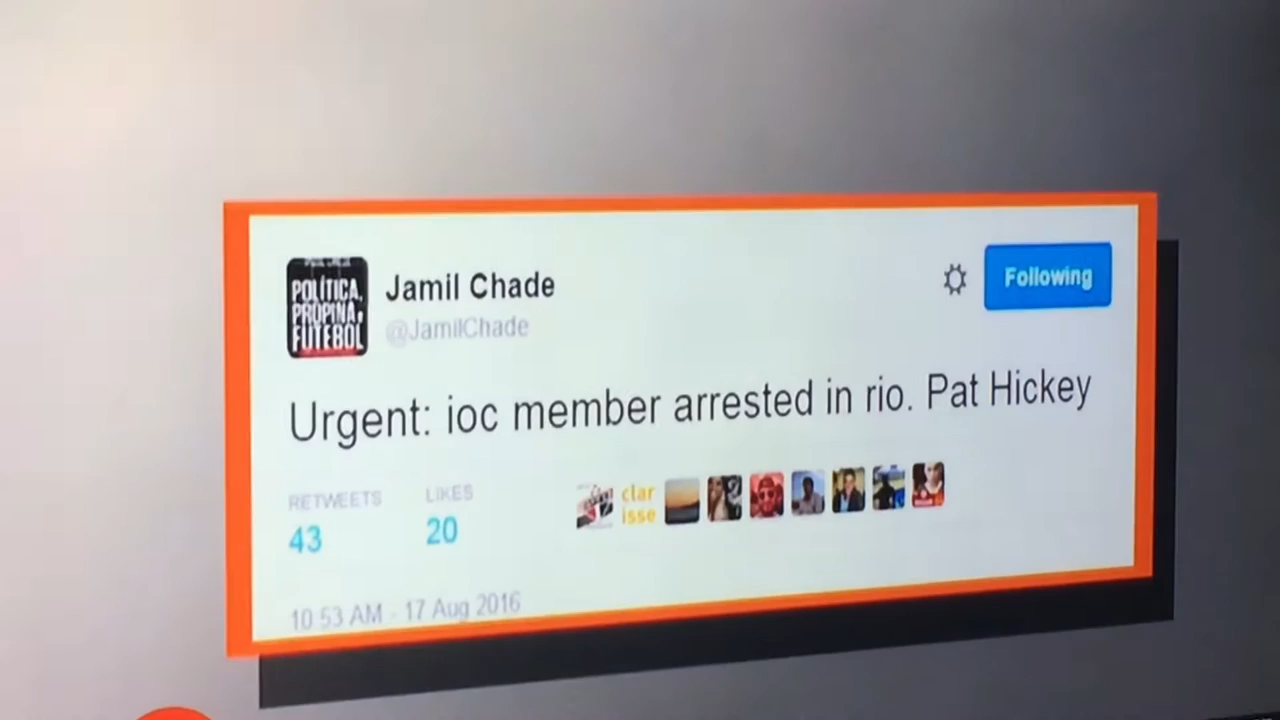 POLÍTICA,
PROPINA e
FUTEBOL
Jamil Chade
@JamilChade
Following
Urgent: ioc member arrested in rio. Pat Hickey
RETWEETS
LIKES
43
20
clar
isse
10:53 AM - 17 Aug 2016